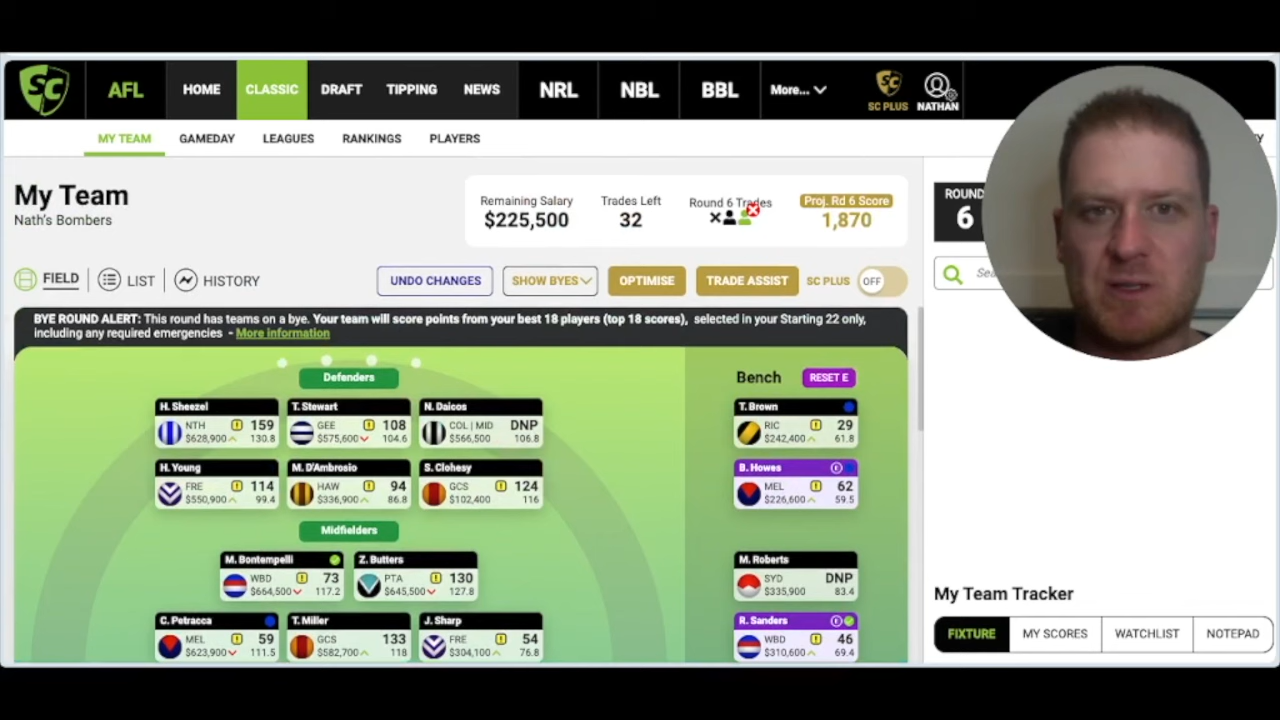 SC AFL HOME CLASSIC DRAFT TIPPING NEWS NRL NBL BBL More... SC PLUS NATHAN
MY TEAM GAMEDAY LEAGUES RANKINGS PLAYERS
My Team
Nath's Bombers
Remaining Salary
$225,500
Trades Left
32
Round 6 Trades
Proj. Rd 6 Score
1,870
ROUND
6
FIELD LIST HISTORY UNDO CHANGES SHOW BYES OPTIMISE TRADE ASSIST SC PLUS OFF
BYE ROUND ALERT: This round has teams on a bye. Your team will score points from your best 18 players (top 18 scores), selected in your Starting 22 only,
including any required emergencies - More information
Defenders
Bench RESET E
H. Sheezel
NTH 159
$628,900 130.8
T. Stewart
GEE 108
$575,600 104.6
N. Daicos
COL | MID DNP
$566,500 106.8
T. Brown
RIC 29
$242,400 61.8
H. Young
FRE 114
$550,900 99.4
M. D'Ambrosio
HAW 94
$336,900 86.8
S. Clohesy
GCS 124
$102,400 116
B. Howes E
MEL 62
$226,600 59.5
Midfielders
M. Bontempelli
WBD 73
$664,500 117.2
Z. Butters
PTA 130
$645,500 127.8
M. Roberts
SYD DNP
$335,900 83.4
C. Petracca
MEL 59
$623,900 111.5
T. Miller
GCS 133
$582,700 118
J. Sharp
FRE 54
$304,100 76.8
R. Sanders E
WBD 46
$310,600 69.4
My Team Tracker
FIXTURE MY SCORES WATCHLIST NOTEPAD